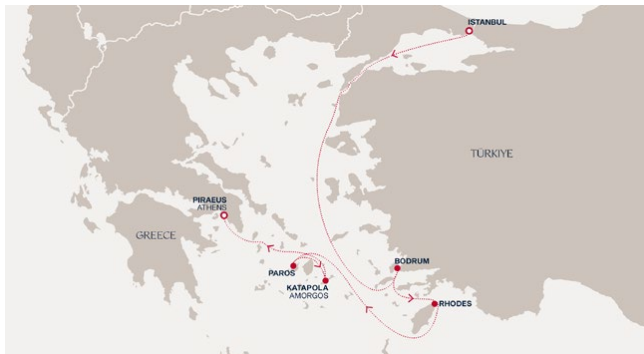 ISTANBUL
TÜRKIYE
PIRAEUS
ATHENS
GREECE
BODRUM
PAROS
KATAPOLA
AMORGOS
RHODES